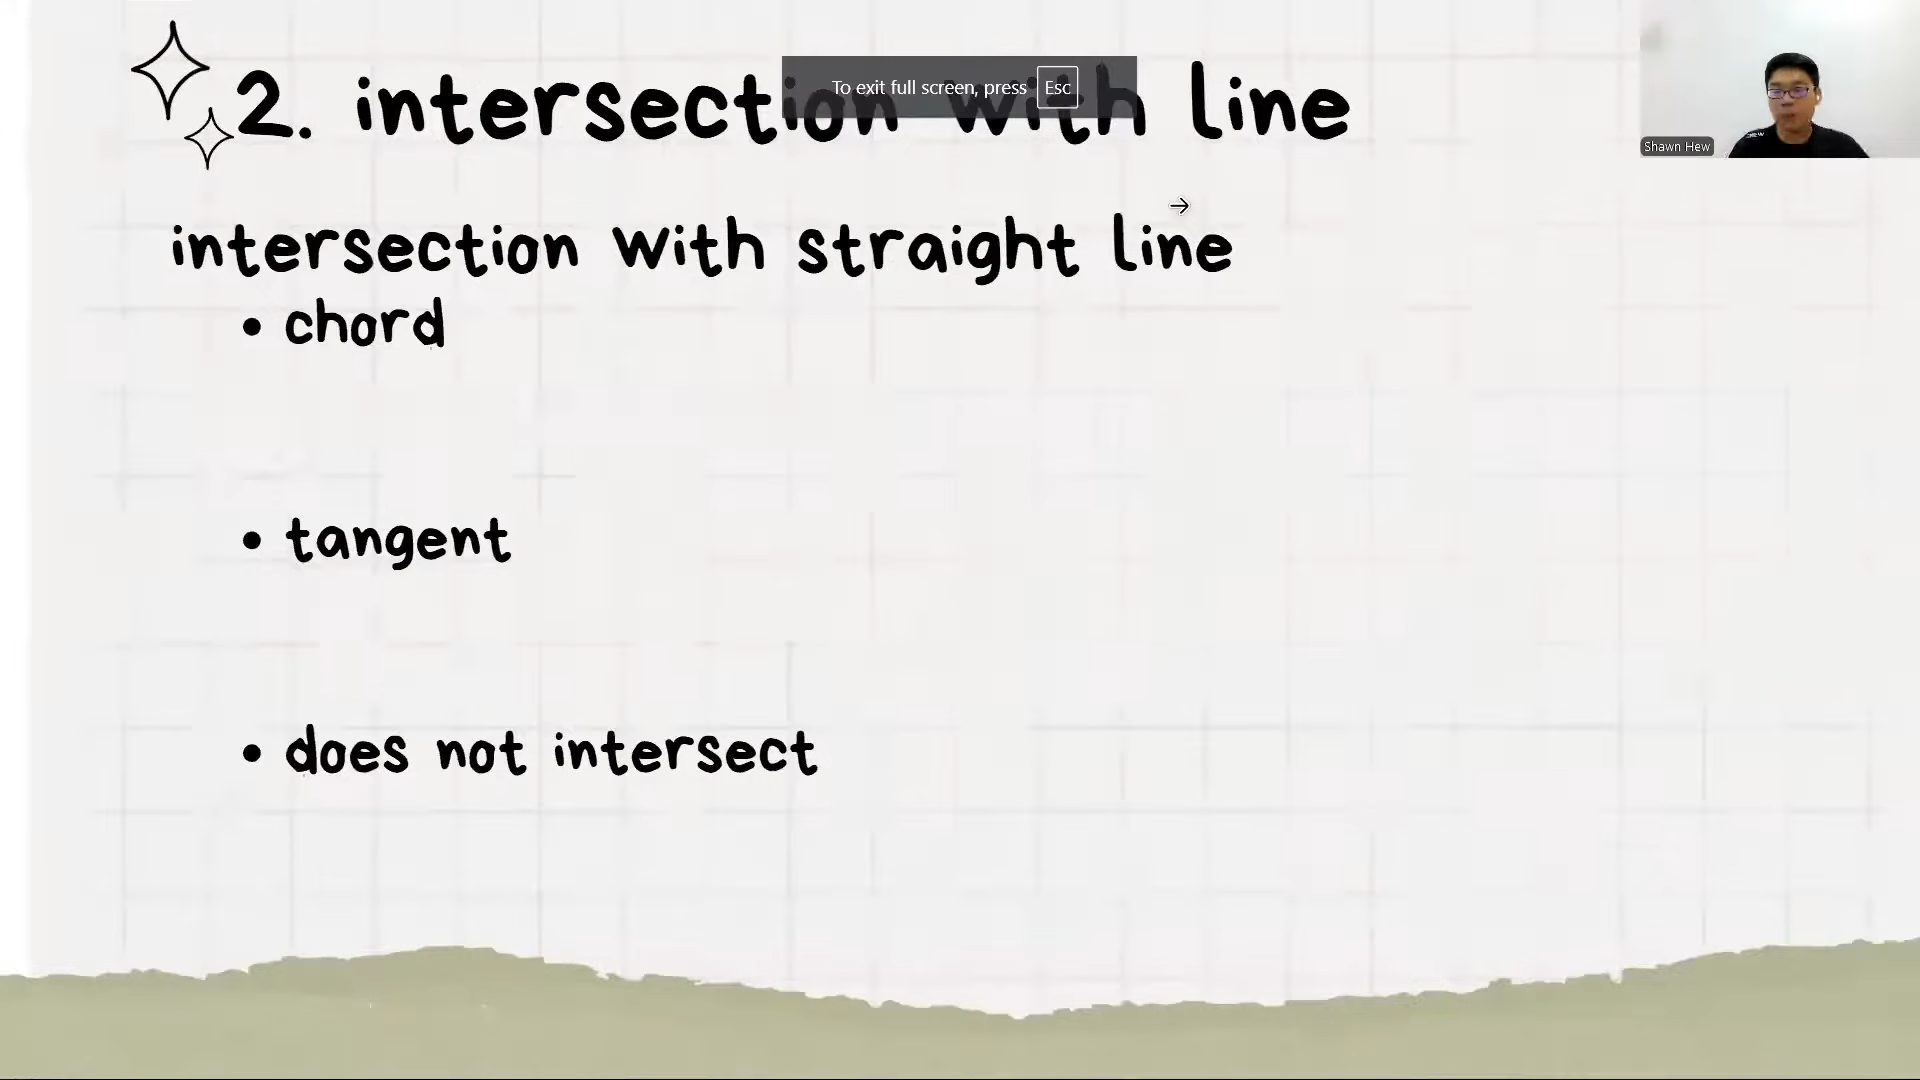 2. intersection with line
To exit full screen, press Esc
Shawn Hew
intersection with straight line
• chord
• tangent
• does not intersect